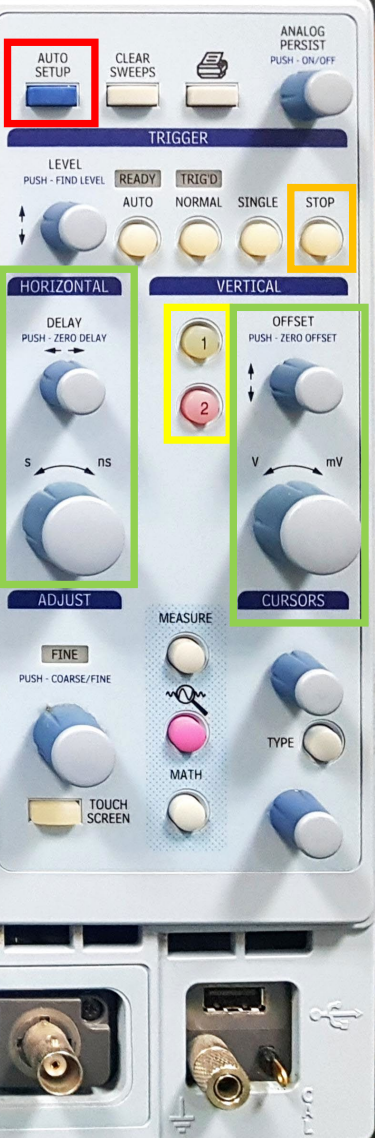 ANALOG
PERSIST
PUSH - ON/OFF
AUTO
SETUP
CLEAR
SWEEPS
TRIGGER
LEVEL
PUSH - FIND LEVEL
READY
TRIG'D
AUTO
NORMAL
SINGLE
STOP
HORIZONTAL
VERTICAL
DELAY
PUSH - ZERO DELAY
1
2
OFFSET
PUSH - ZERO OFFSET
s
ns
V
mV
ADJUST
CURSORS
MEASURE
FINE
PUSH - COARSE/FINE
TYPE
MATH
TOUCH
SCREEN
CAL